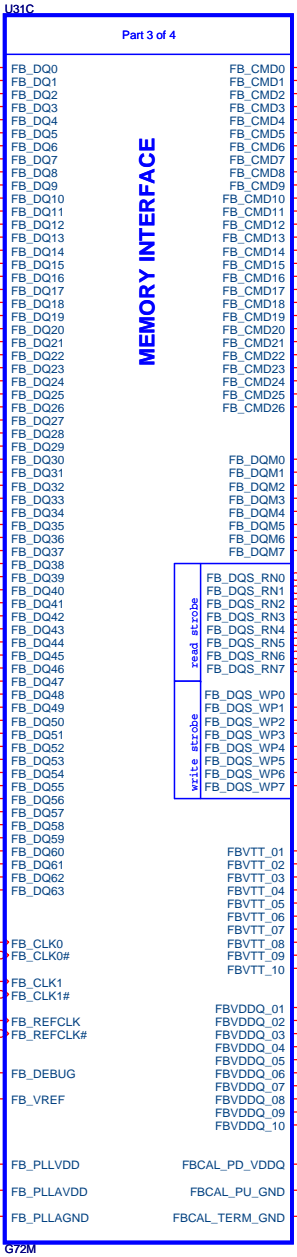 U31C
Part 3 of 4
MEMORY INTERFACE
FB_DQ0
FB_DQ1
FB_DQ2
FB_DQ3
FB_DQ4
FB_DQ5
FB_DQ6
FB_DQ7
FB_DQ8
FB_DQ9
FB_DQ10
FB_DQ11
FB_DQ12
FB_DQ13
FB_DQ14
FB_DQ15
FB_DQ16
FB_DQ17
FB_DQ18
FB_DQ19
FB_DQ20
FB_DQ21
FB_DQ22
FB_DQ23
FB_DQ24
FB_DQ25
FB_DQ26
FB_DQ27
FB_DQ28
FB_DQ29
FB_DQ30
FB_DQ31
FB_DQ32
FB_DQ33
FB_DQ34
FB_DQ35
FB_DQ36
FB_DQ37
FB_DQ38
FB_DQ39
FB_DQ40
FB_DQ41
FB_DQ42
FB_DQ43
FB_DQ44
FB_DQ45
FB_DQ46
FB_DQ47
FB_DQ48
FB_DQ49
FB_DQ50
FB_DQ51
FB_DQ52
FB_DQ53
FB_DQ54
FB_DQ55
FB_DQ56
FB_DQ57
FB_DQ58
FB_DQ59
FB_DQ60
FB_DQ61
FB_DQ62
FB_DQ63
FB_CLK0
FB_CLK0#
FB_CLK1
FB_CLK1#
FB_REFCLK
FB_REFCLK#
FB_DEBUG
FB_VREF
FB_PLLVDD
FB_PLLAVDD
FB_PLLAGND
FB_CMD0
FB_CMD1
FB_CMD2
FB_CMD3
FB_CMD4
FB_CMD5
FB_CMD6
FB_CMD7
FB_CMD8
FB_CMD9
FB_CMD10
FB_CMD11
FB_CMD12
FB_CMD13
FB_CMD14
FB_CMD15
FB_CMD16
FB_CMD17
FB_CMD18
FB_CMD19
FB_CMD20
FB_CMD21
FB_CMD22
FB_CMD23
FB_CMD24
FB_CMD25
FB_CMD26
FB_DQM0
FB_DQM1
FB_DQM2
FB_DQM3
FB_DQM4
FB_DQM5
FB_DQM6
FB_DQM7
read strobe
FB_DQS_RN0
FB_DQS_RN1
FB_DQS_RN2
FB_DQS_RN3
FB_DQS_RN4
FB_DQS_RN5
FB_DQS_RN6
FB_DQS_RN7
write strobe
FB_DQS_WP0
FB_DQS_WP1
FB_DQS_WP2
FB_DQS_WP3
FB_DQS_WP4
FB_DQS_WP5
FB_DQS_WP6
FB_DQS_WP7
FBVTT_01
FBVTT_02
FBVTT_03
FBVTT_04
FBVTT_05
FBVTT_06
FBVTT_07
FBVTT_08
FBVTT_09
FBVTT_10
FBVDDQ_01
FBVDDQ_02
FBVDDQ_03
FBVDDQ_04
FBVDDQ_05
FBVDDQ_06
FBVDDQ_07
FBVDDQ_08
FBVDDQ_09
FBVDDQ_10
FBCAL_PD_VDDQ
FBCAL_PU_GND
FBCAL_TERM_GND
G72M